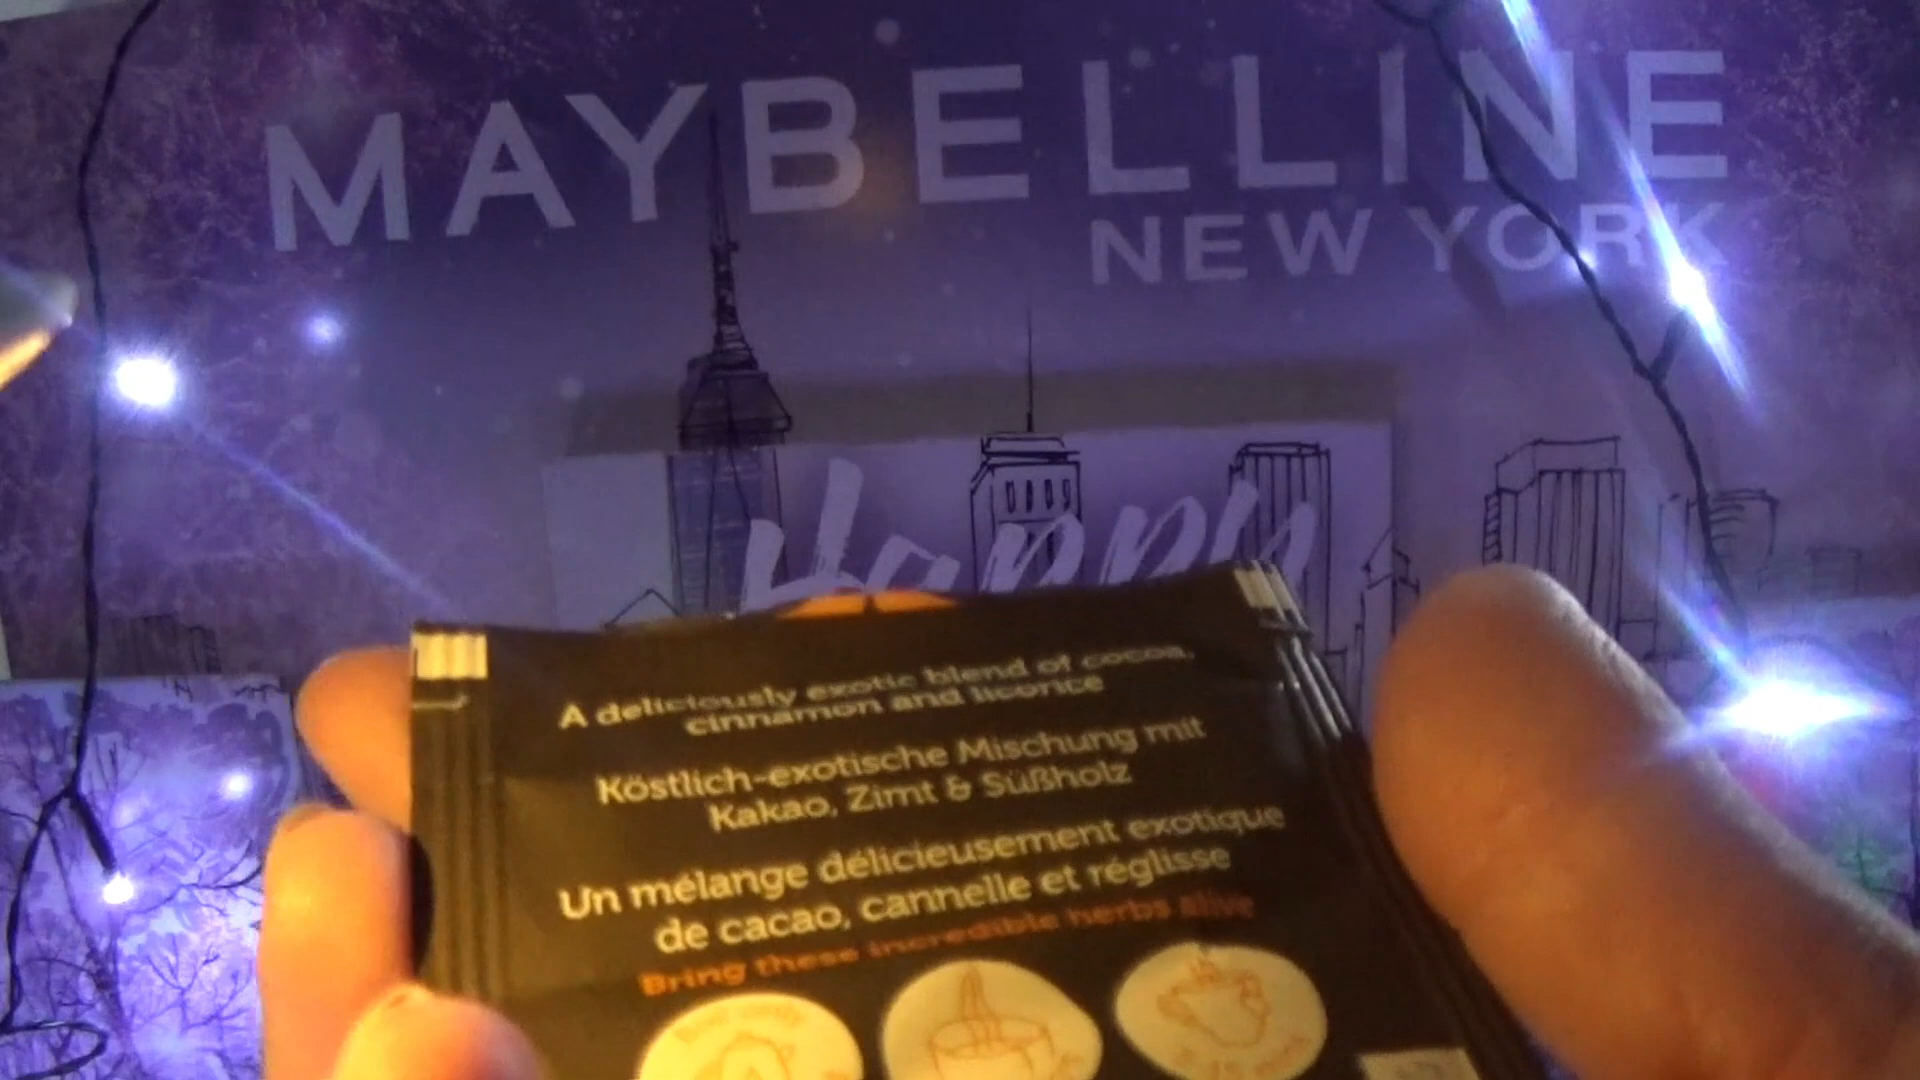 MAYBELLINE
NEW YORK
Happy
A deliciously exotic blend of cocoa,
cinnamon and licorice
Köstlich-exotische Mischung mit
Kakao, Zimt & Süßholz
Un mélange délicieusement exotique
de cacao, cannelle et réglisse
Bring these incredible herbs alive